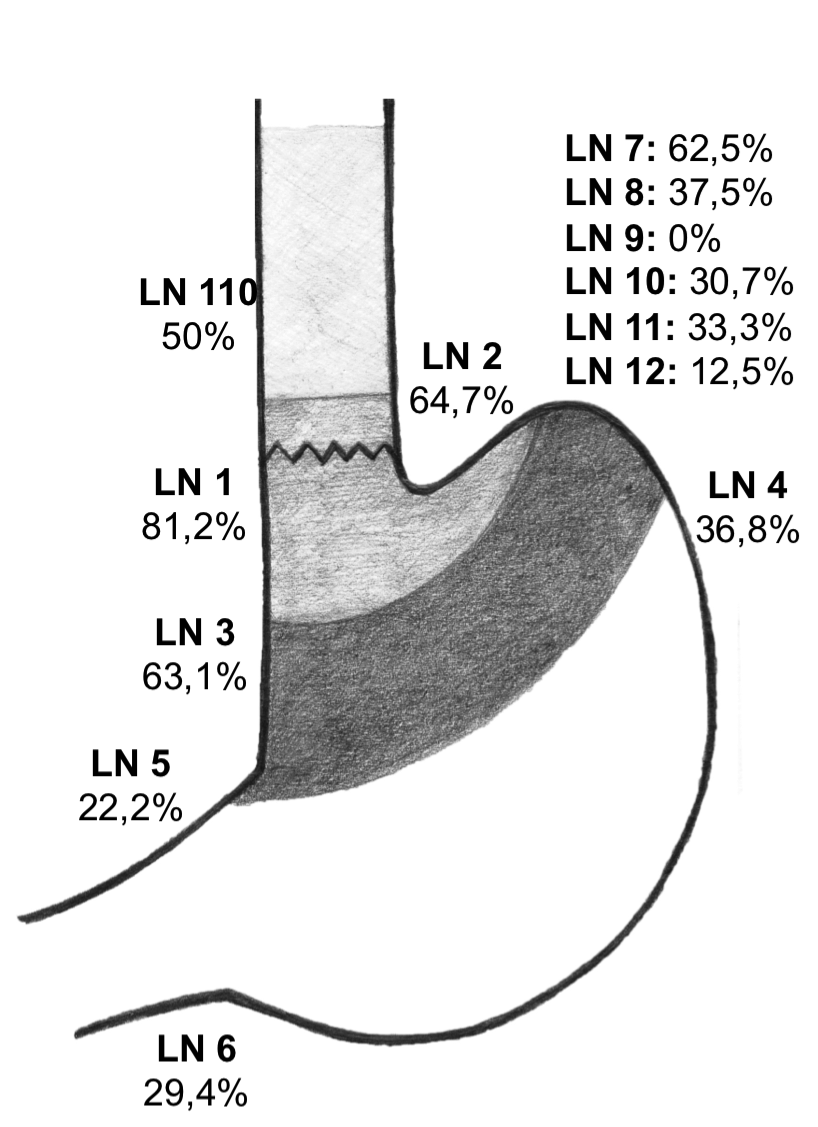 LN 7: 62,5%
LN 8: 37,5%
LN 9: 0%
LN 10: 30,7%
LN 11: 33,3%
LN 12: 12,5%
LN 110
50%
LN 2
64,7%
LN 1
81,2%
LN 4
36,8%
LN 3
63,1%
LN 5
22,2%
LN 6
29,4%